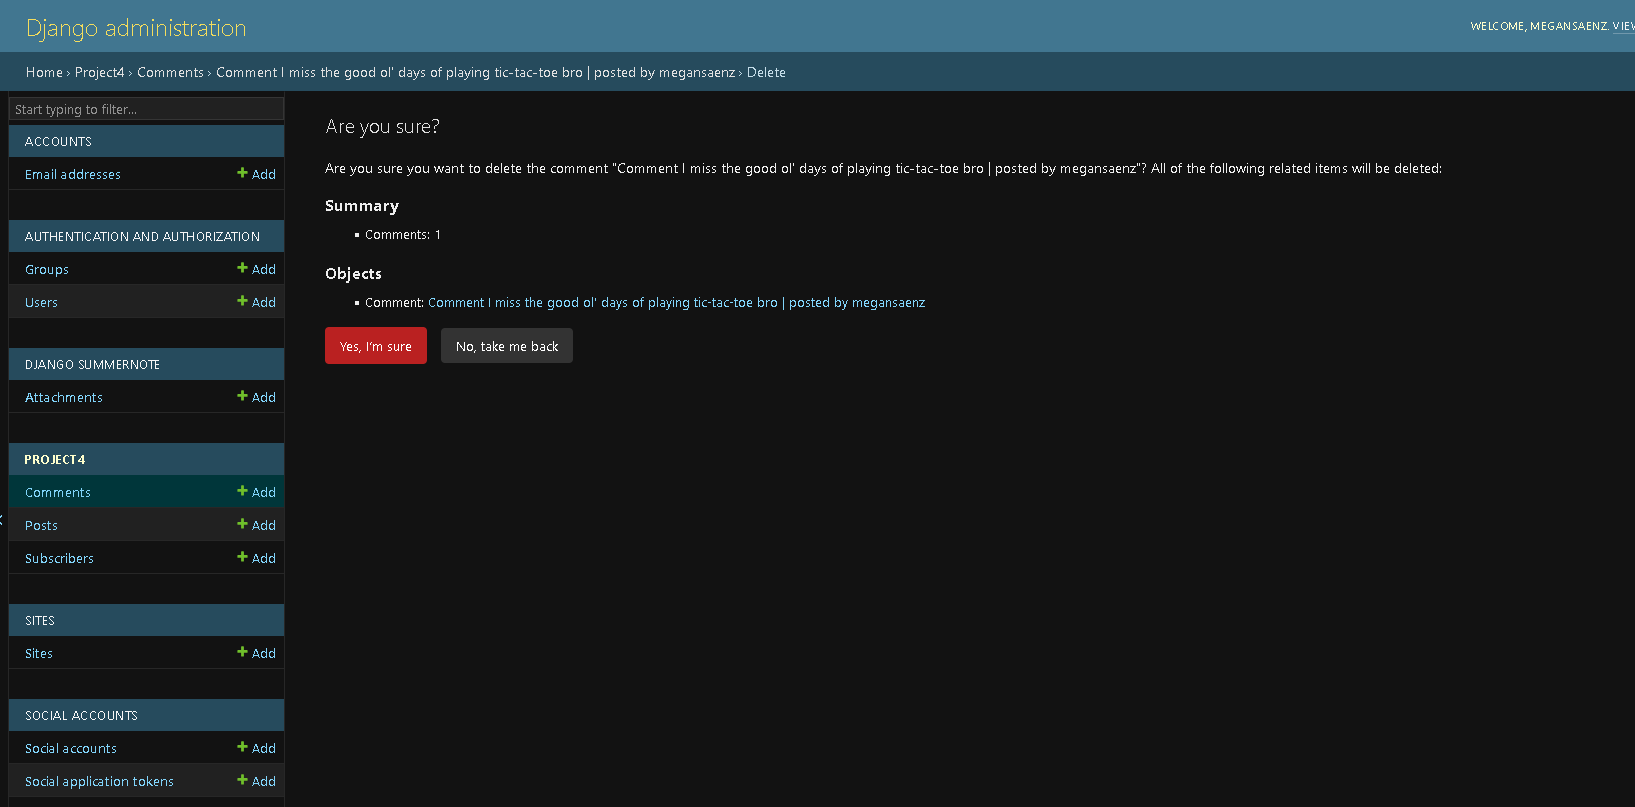 Django administration
WELCOME, MEGANSAENZ.
Home › Project4 › Comments › Comment I miss the good ol' days of playing tic-tac-toe bro | posted by megansaenz › Delete
Start typing to filter...
ACCOUNTS
Email addresses Add
AUTHENTICATION AND AUTHORIZATION
Groups Add
Users Add
DJANGO SUMMERNOTE
Attachments Add
PROJECT4
Comments Add
Posts Add
Subscribers Add
SITES
Sites Add
SOCIAL ACCOUNTS
Social accounts Add
Social application tokens Add
Are you sure?
Are you sure you want to delete the comment "Comment I miss the good ol' days of playing tic-tac-toe bro | posted by megansaenz"? All of the following related items will be deleted:
Summary
Comments: 1
Objects
Comment: Comment I miss the good ol' days of playing tic-tac-toe bro | posted by megansaenz
Yes, I'm sure
No, take me back